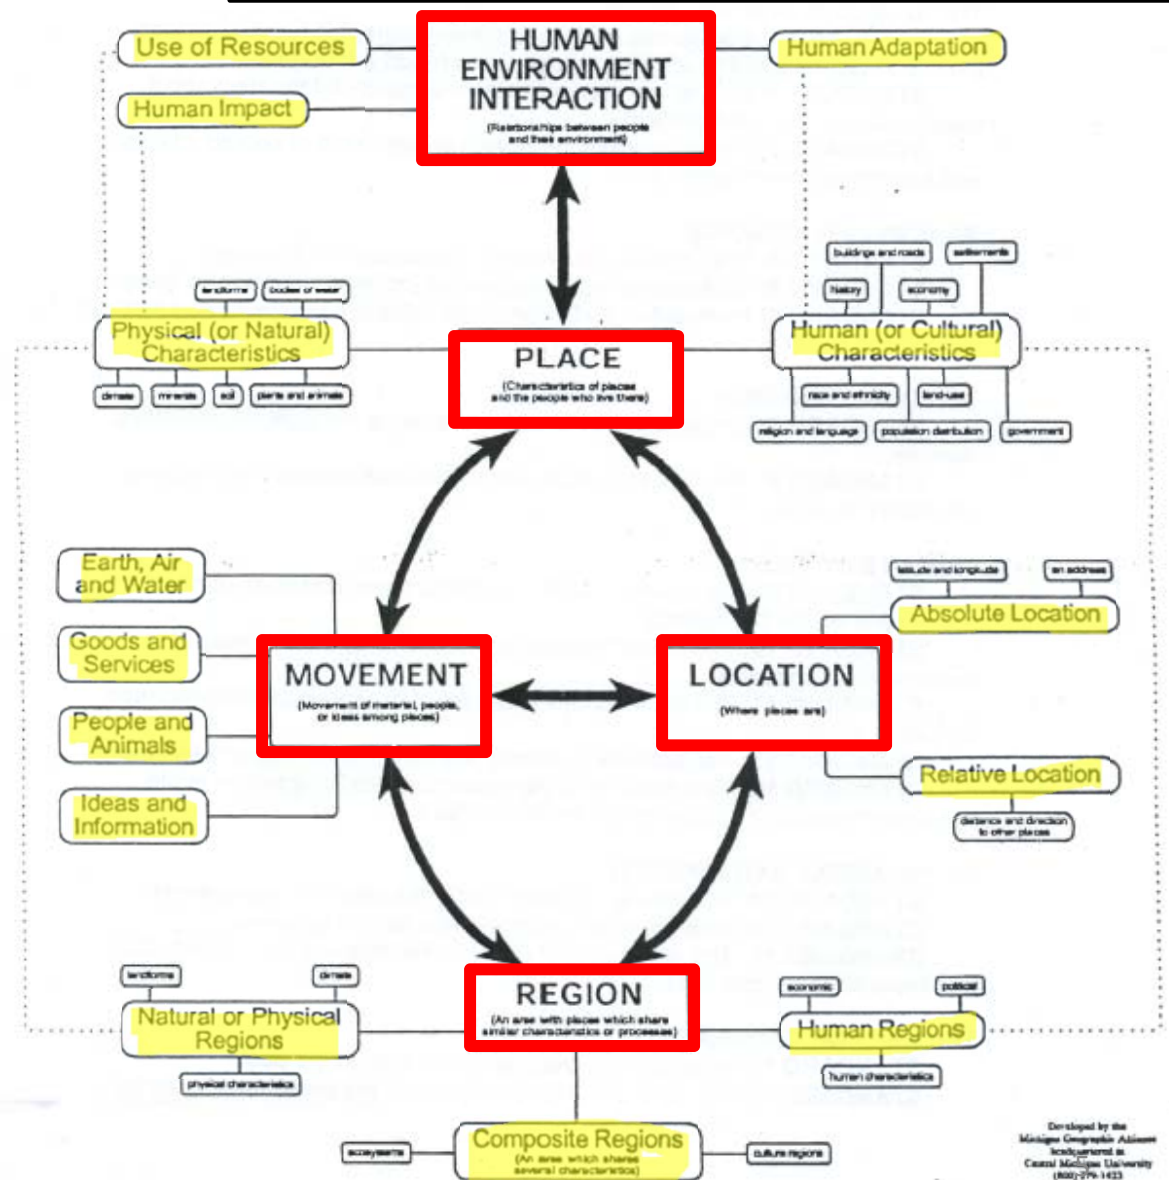 Use of Resources
HUMAN
ENVIRONMENT
INTERACTION
(Relationships between people
and their environment)
Human Adaptation
Human Impact
buildings and roads
settlements
landforms
bodies of water
history
economy
Physical (or Natural)
Characteristics
PLACE
(Characteristics of places
and the people who live there)
Human (or Cultural)
Characteristics
climate
minerals
soil
plants and animals
race and ethnicity
land-use
religion and language
population distribution
government
Earth, Air
and Water
latitude and longitude
an address
Absolute Location
Goods and
Services
MOVEMENT
(Movement of material, people,
or ideas among places)
LOCATION
(Where places are)
People and
Animals
Relative Location
Ideas and
Information
distance and direction
to other places
landforms
climate
REGION
(An area with places which share
similar characteristics or processes)
economic
political
Natural or Physical
Regions
Human Regions
physical characteristics
human characteristics
Composite Regions
(An area which shares
several characteristics)
ecosystems
culture regions
Developed by the
Michigan Geographic Alliance
headquartered at
Central Michigan University
(800)-279-1423